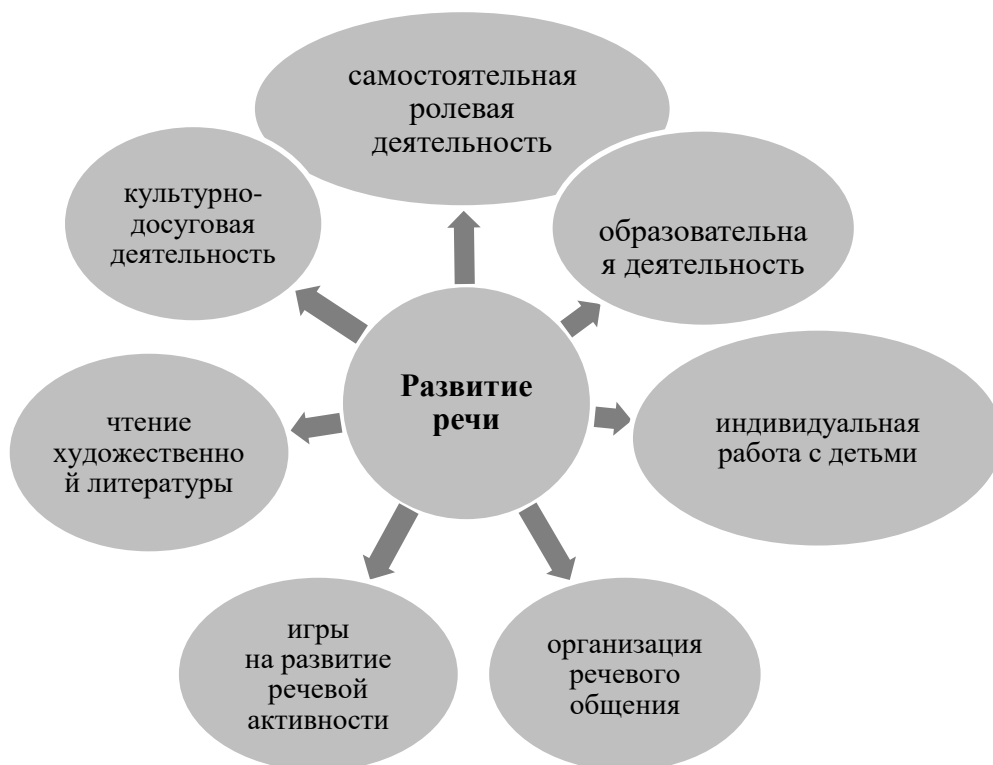 самостоятельная
ролевая
деятельность
культурно-
досуговая
деятельность
образовательна
я деятельность
Развитие
речи
чтение
художественно
й литературы
индивидуальная
работа с детьми
игры
на развитие
речевой
активности
организация
речевого
общения